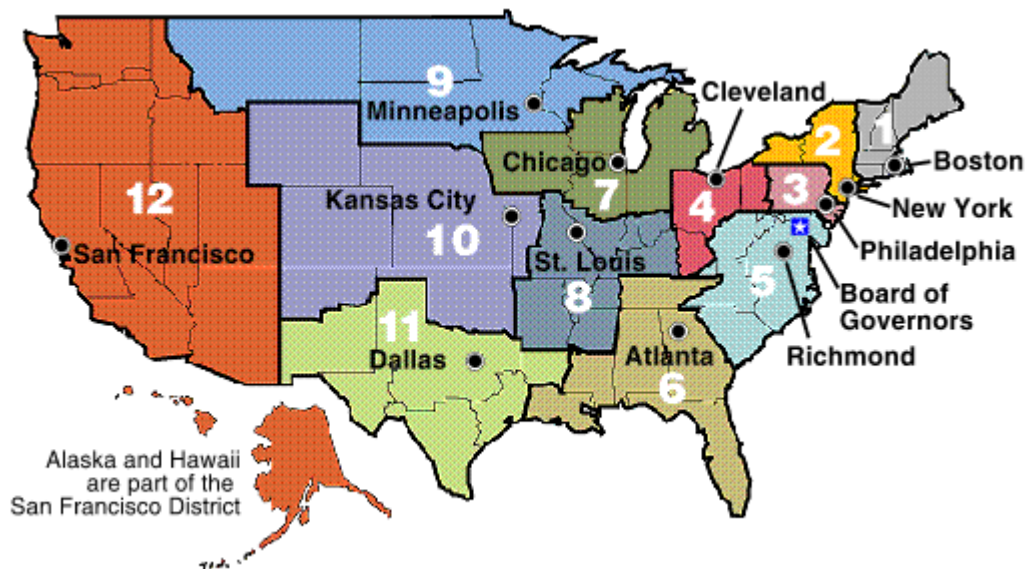 9
Minneapolis
Cleveland
2
1
Chicago
Boston
12
7
3
Kansas City
4
New York
10
San Francisco
St. Louis
Philadelphia
5
8
Board of
Governors
11
Dallas
Atlanta
Richmond
6
Alaska and Hawaii
are part of the
San Francisco District